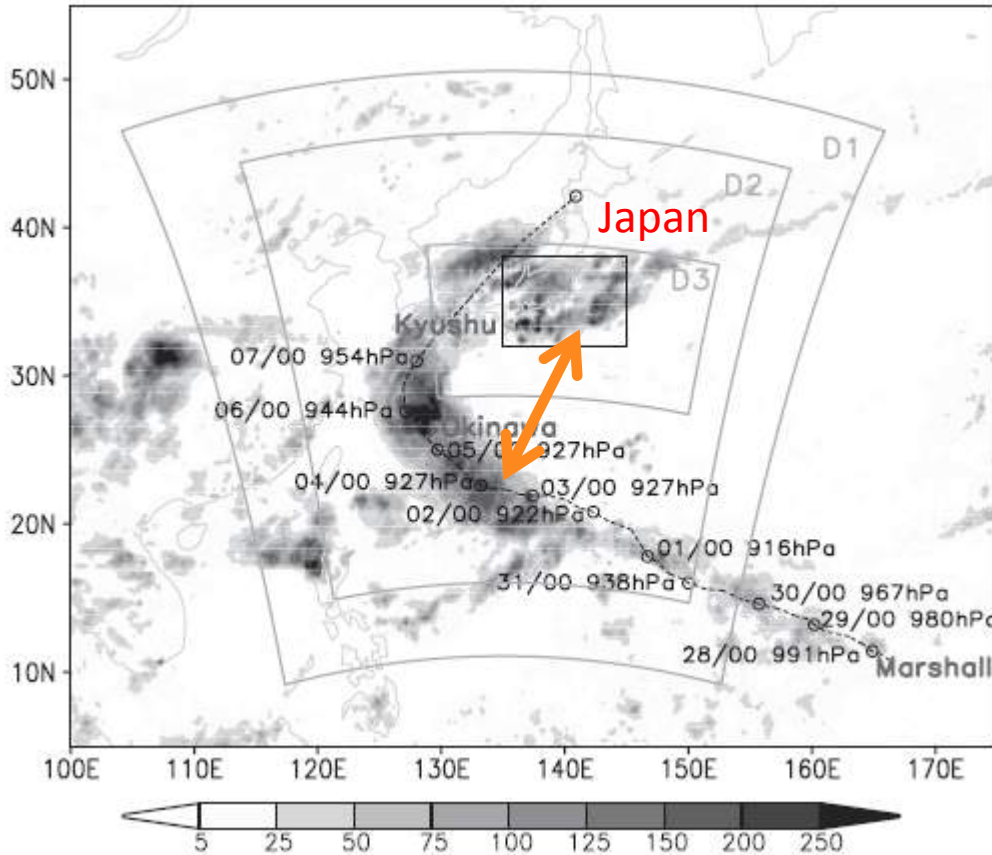 50N
D1
D2
40N
Japan
D3
Kyushu
07/00 954hPa
30N
06/00 944hPa
Okinawa
05/00 927hPa
04/00 927hPa
03/00 927hPa
02/00 922hPa
20N
01/00 916hPa
31/00 938hPa
30/00 967hPa
29/00 980hPa
28/00 991hPa
10N
Marshall
100E 110E 120E 130E 140E 150E 160E 170E
5 25 50 75 100 125 150 200 250